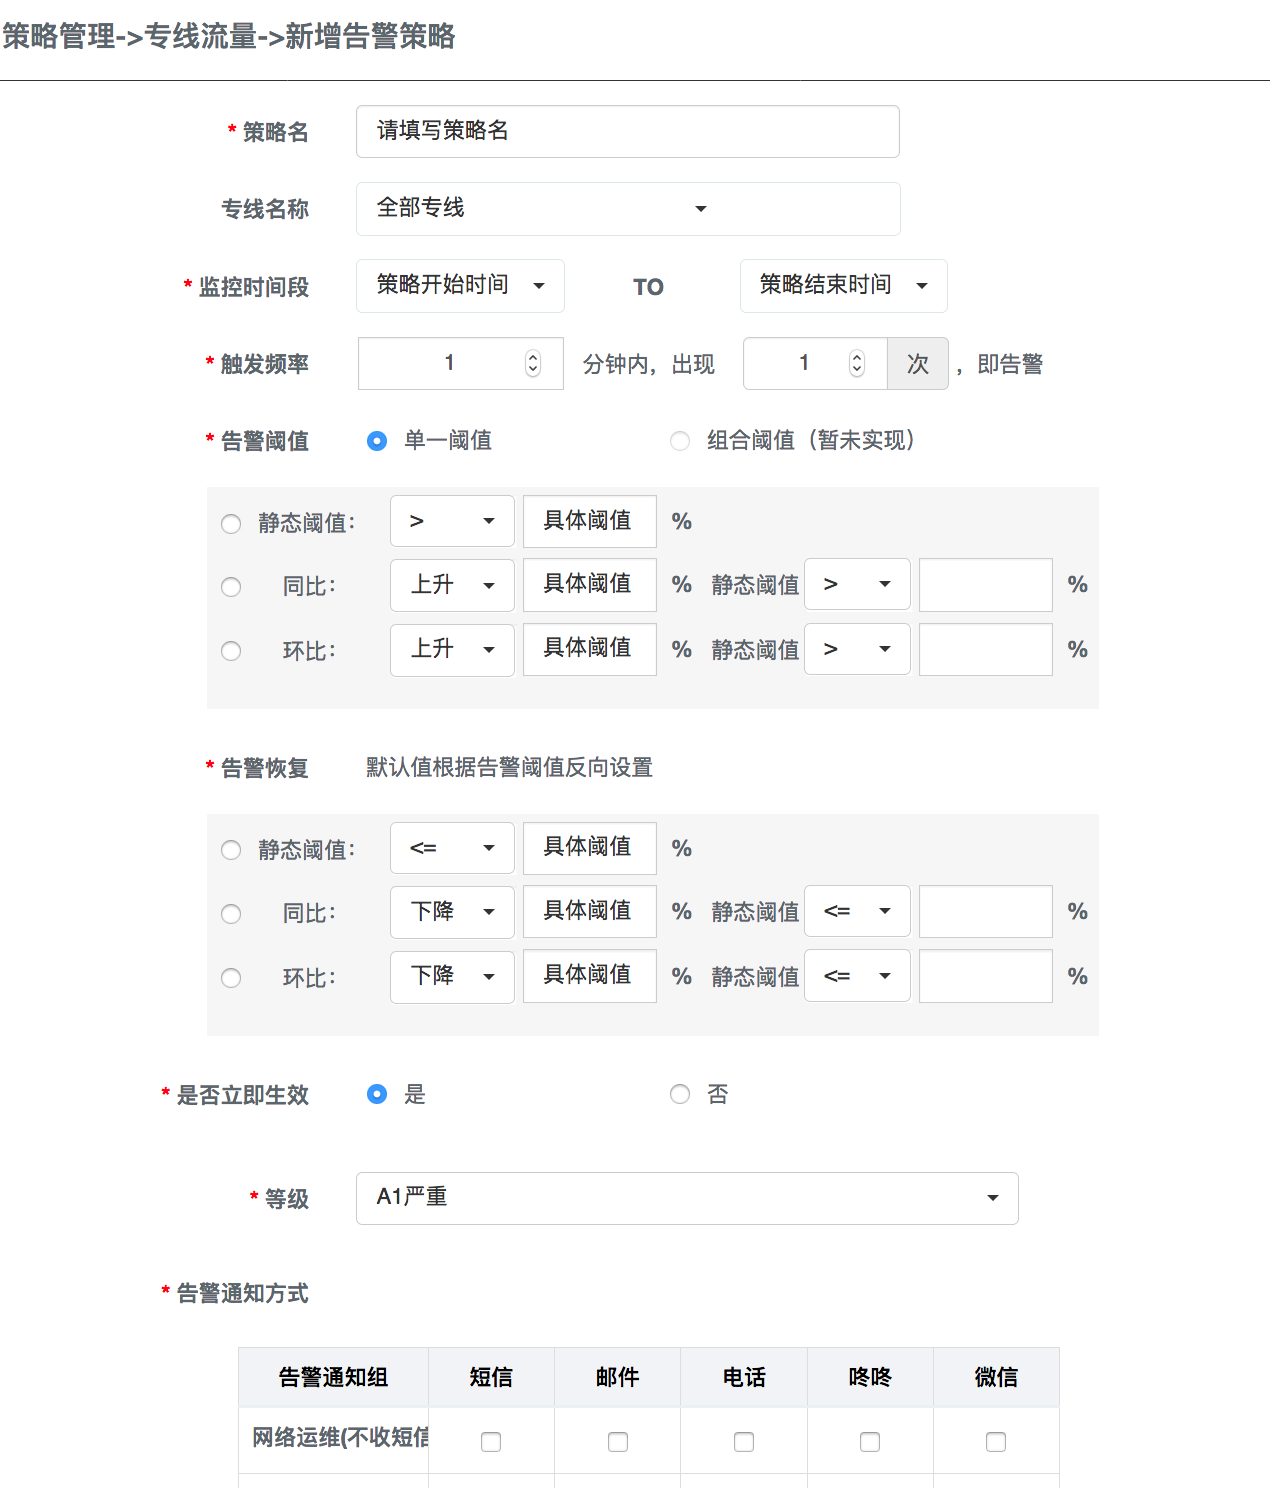 策略管理->专线流量->新增告警策略
* 策略名 请填写策略名
专线名称 全部专线
* 监控时间段 策略开始时间 TO 策略结束时间
* 触发频率 1 分钟内，出现 1 次 ，即告警
* 告警阈值 单一阈值 组合阈值（暂未实现）
静态阈值： > 具体阈值 %
同比： 上升 具体阈值 % 静态阈值 > %
环比： 上升 具体阈值 % 静态阈值 > %
* 告警恢复 默认值根据告警阈值反向设置
静态阈值： <= 具体阈值 %
同比： 下降 具体阈值 % 静态阈值 <= %
环比： 下降 具体阈值 % 静态阈值 <= %
* 是否立即生效 是 否
* 等级 A1严重
* 告警通知方式
告警通知组 短信 邮件 电话 咚咚 微信
网络运维(不收短信